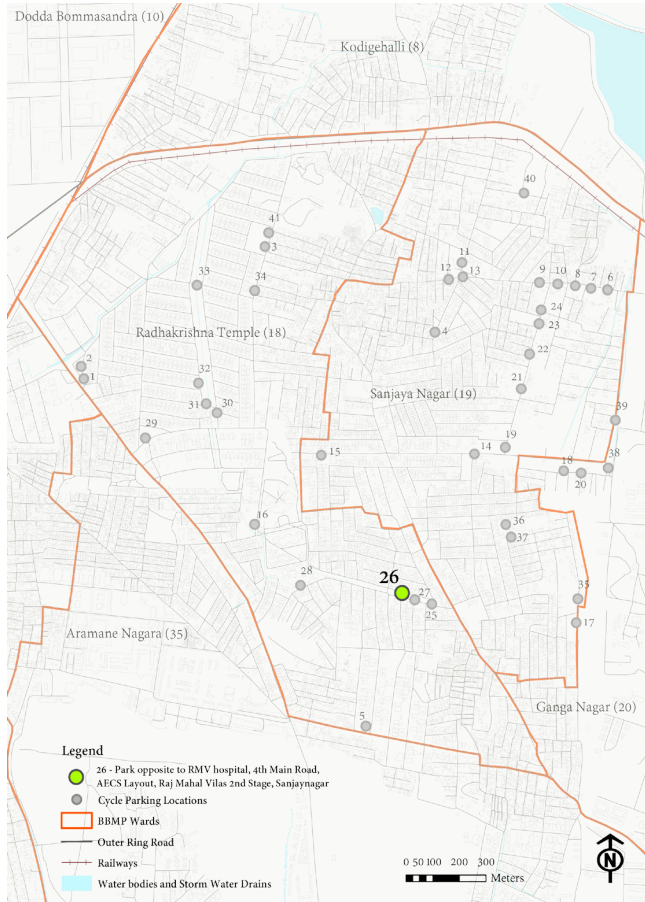 Dodda Bommasandra (10)
Kodigehalli (8)
40
41
3
11
12
13
33
34
9
10
8
7
6
24
23
Radhakrishna Temple (18)
4
22
2
1
32
21
Sanjaya Nagar (19)
31
30
39
29
19
15
14
18
38
20
16
36
37
26
28
27
25
35
17
Aramane Nagara (35)
Ganga Nagar (20)
5
Legend
26 - Park opposite to RMV hospital, 4th Main Road,
AECS Layout, Raj Mahal Vilas 2nd Stage, Sanjaynagar
Cycle Parking Locations
BBMP Wards
Outer Ring Road
Railways
Water bodies and Storm Water Drains
N
0 50 100 200 300
Meters